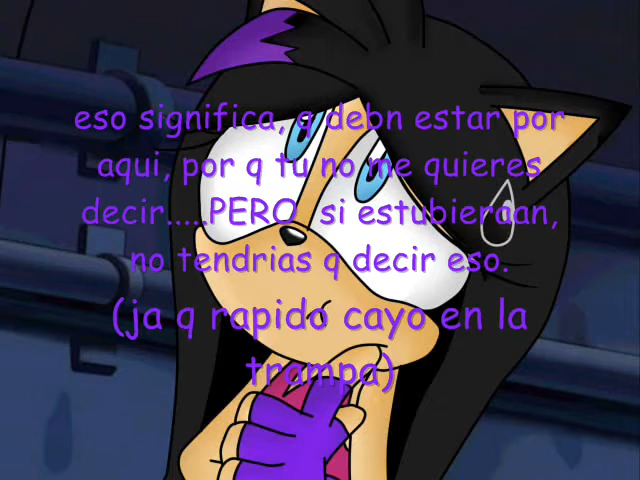 eso significa, q debn estar por
aqui, por q tu no me quieres
decir.....PERO  si estubieraan,
no tendrias q decir eso.
(ja q rapido cayo en la
trampa)